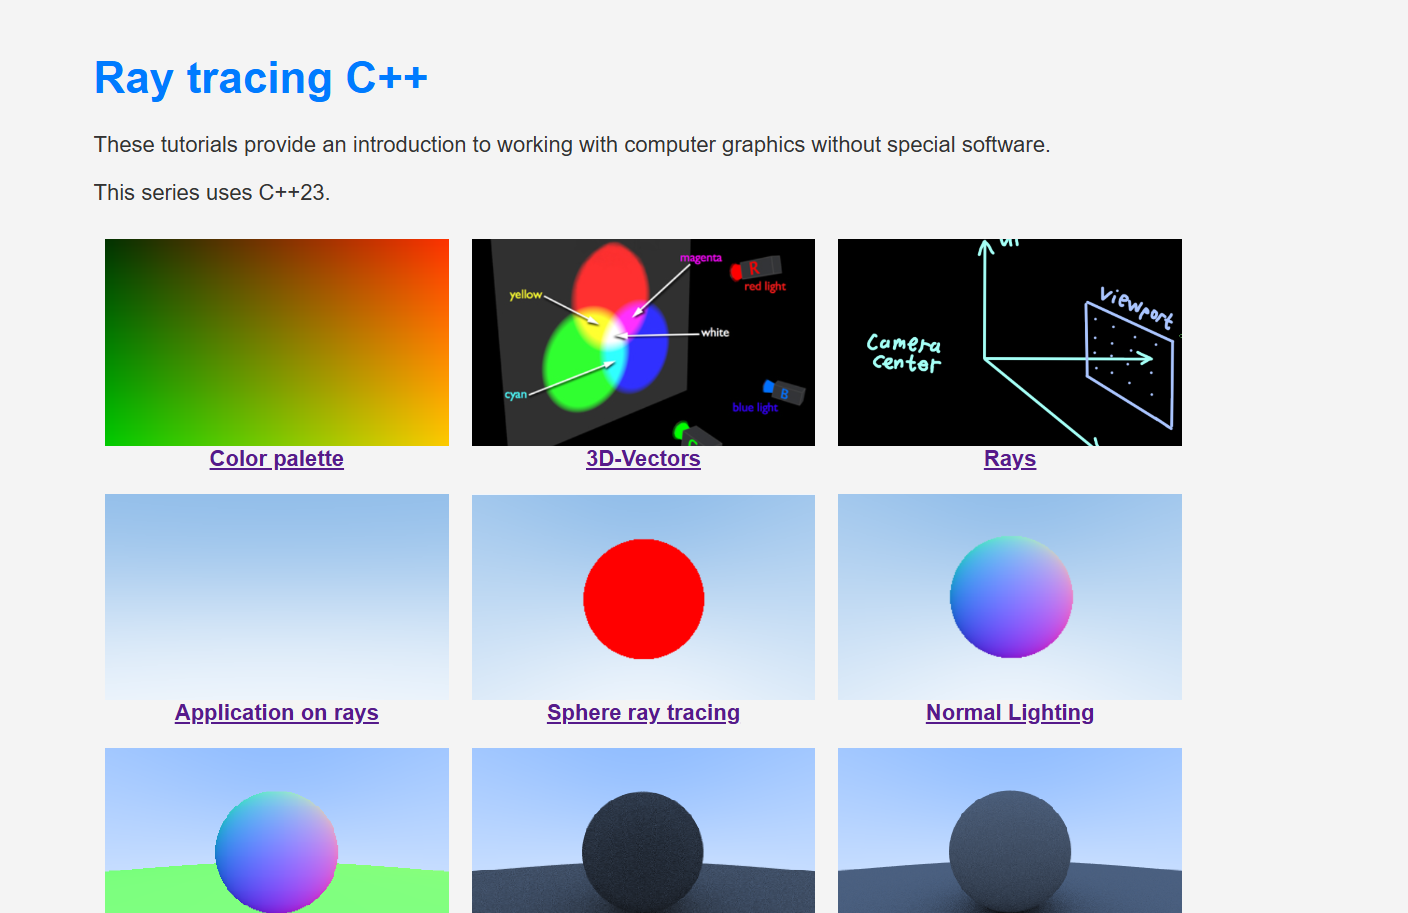 Ray tracing C++
These tutorials provide an introduction to working with computer graphics without special software.
This series uses C++23.
magenta
R
red light
yellow
white
cyan
B
blue light
viewport
Camera
center
Color palette
3D-Vectors
Rays
Application on rays
Sphere ray tracing
Normal Lighting